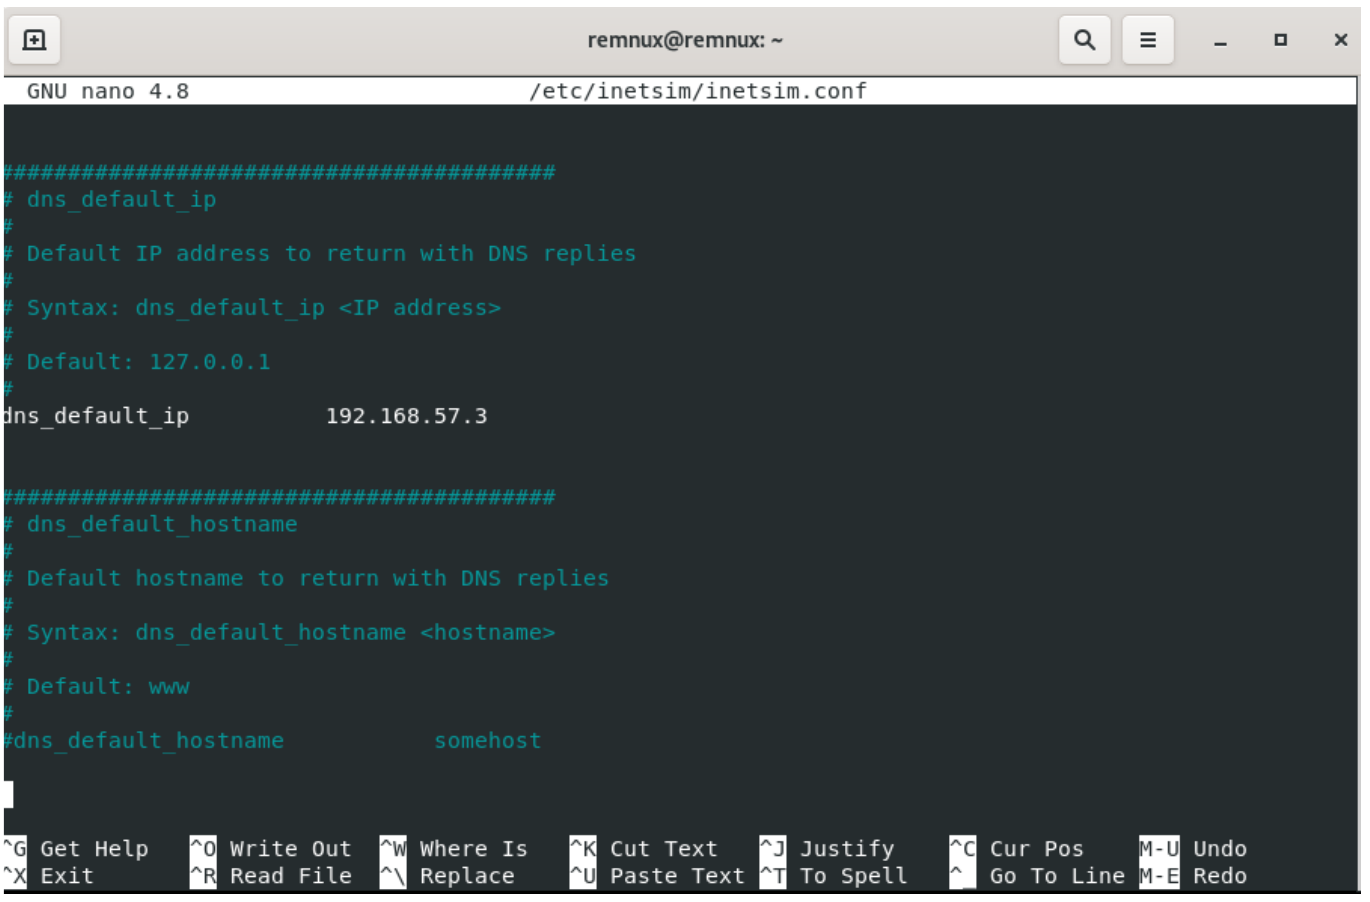 remnux@remnux: ~
GNU nano 4.8 /etc/inetsim/inetsim.conf
#########################################
# dns_default_ip
#
# Default IP address to return with DNS replies
#
# Syntax: dns_default_ip <IP address>
#
# Default: 127.0.0.1
#
dns_default_ip 192.168.57.3
#########################################
# dns_default_hostname
#
# Default hostname to return with DNS replies
#
# Syntax: dns_default_hostname <hostname>
#
# Default: www
#
#dns_default_hostname somehost
^G Get Help ^O Write Out ^W Where Is ^K Cut Text ^J Justify ^C Cur Pos M-U Undo
^X Exit ^R Read File ^\ Replace ^U Paste Text ^T To Spell ^_ Go To Line M-E Redo